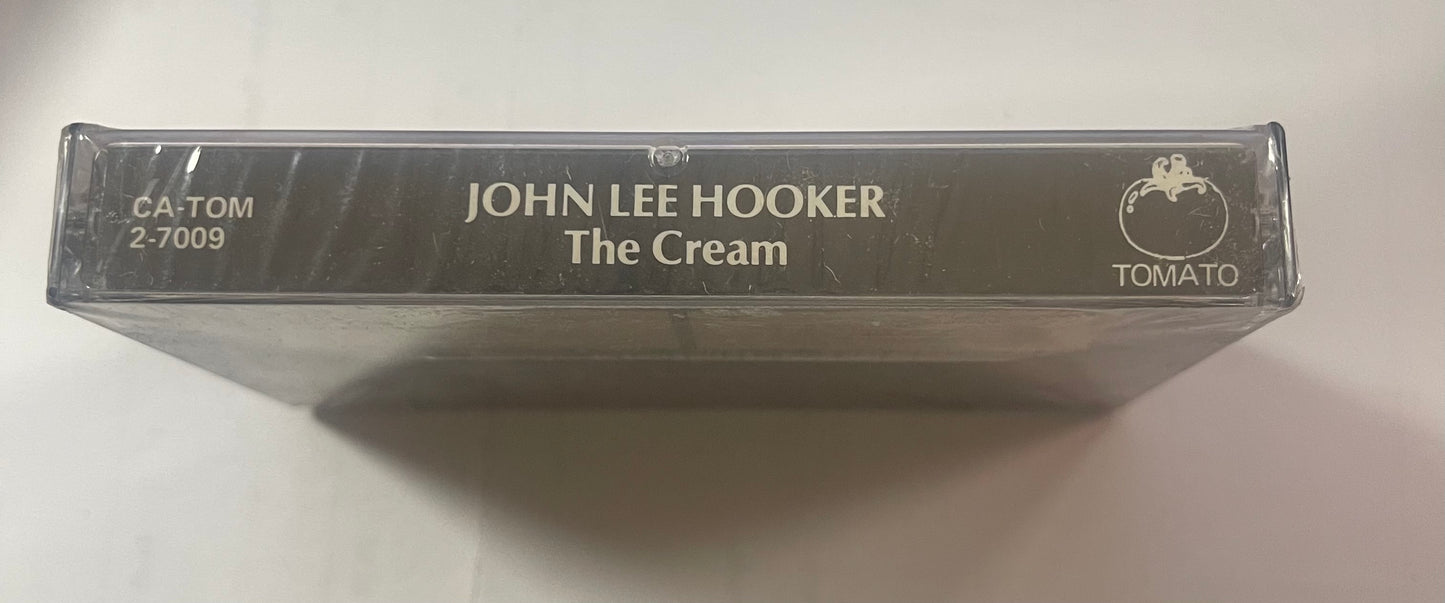 CA-TOM
2-7009
JOHN LEE HOOKER
The Cream
TOMATO